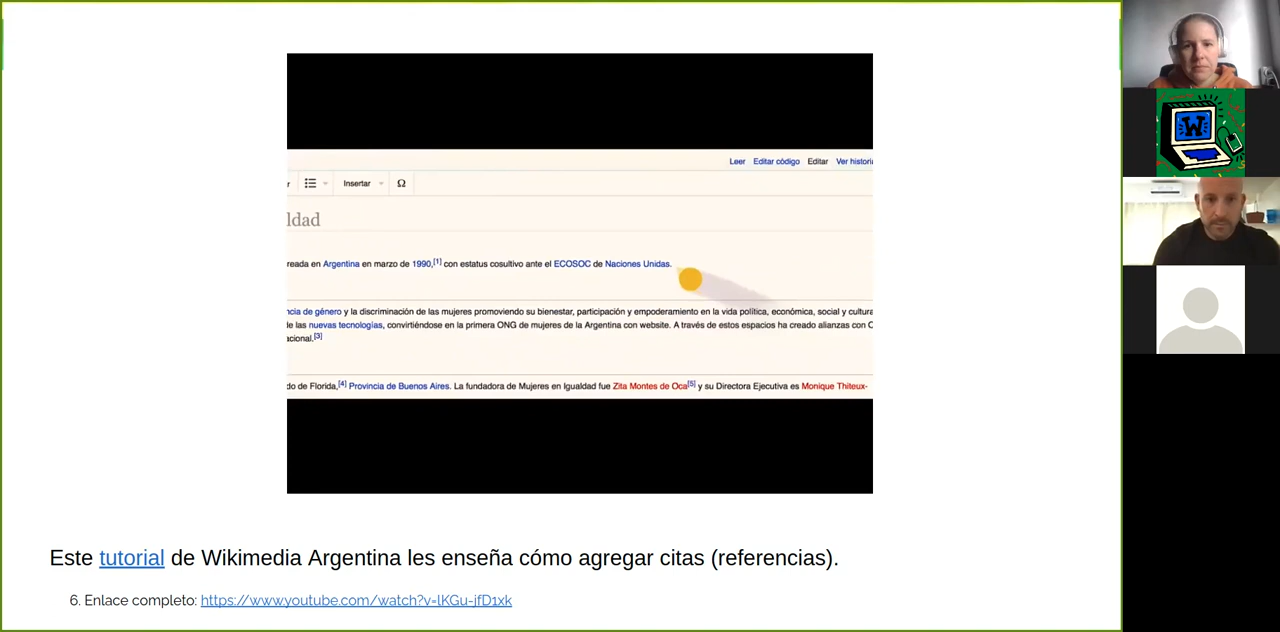 Leer Editar código Editar Ver historia
r Insertar Ω
ldad
reada en Argentina en marzo de 1990,[1] con estatus cosultivo ante el ECOSOC de Naciones Unidas.
ncia de género y la discriminación de las mujeres promoviendo su bienestar, participación y empoderamiento en la vida política, económica, social y cultura
de las nuevas tecnologías, convirtiéndose en la primera ONG de mujeres de la Argentina con website. A través de estos espacios ha creado alianzas con C
acional.[3]
do de Florida,[4] Provincia de Buenos Aires. La fundadora de Mujeres en Igualdad fue Zita Montes de Oca[5] y su Directora Ejecutiva es Monique Thiteux-
Este tutorial de Wikimedia Argentina les enseña cómo agregar citas (referencias).
6. Enlace completo: https://www.youtube.com/watch?v=lKGu-jfD1xk
W